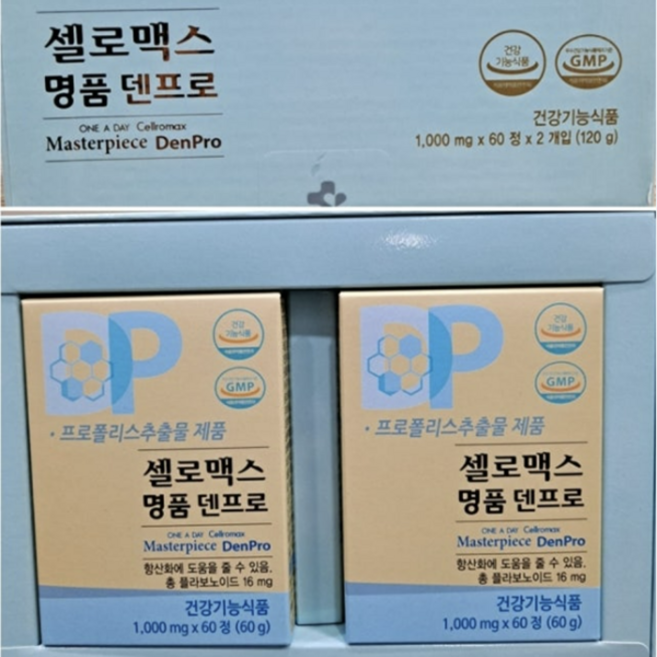 셀로맥스
명품 덴프로
ONE A DAY Cellromax
Masterpiece DenPro
건강
기능식품
GMP
건강기능식품
1,000 mg x 60 정 x 2 개입 (120 g)
DP
건강
기능식품
GMP
• 프로폴리스추출물 제품
셀로맥스
명품 덴프로
ONE A DAY Cellromax
Masterpiece DenPro
항산화에 도움을 줄 수 있음.
총 플라보노이드 16 mg
건강기능식품
1,000 mg x 60 정 (60 g)
DP
건강
기능식품
GMP
• 프로폴리스추출물 제품
셀로맥스
명품 덴프로
ONE A DAY Cellromax
Masterpiece DenPro
항산화에 도움을 줄 수 있음.
총 플라보노이드 16 mg
건강기능식품
1,000 mg x 60 정 (60 g)